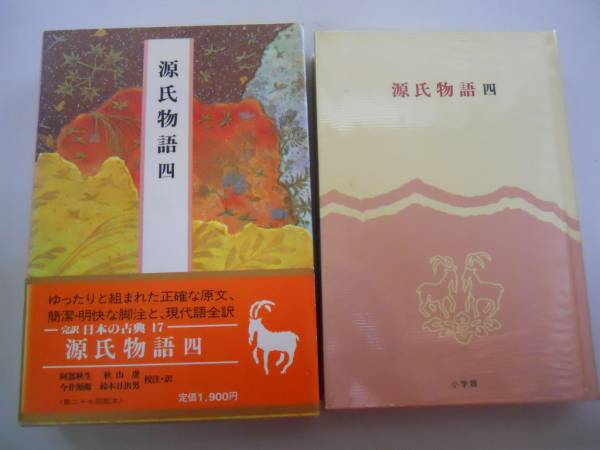 源氏物語 四
ゆったりと組まれた正確な原文、
簡潔・明快な脚注と、現代語全訳
完訳 日本の古典 17
源氏物語 四
阿部秋生 秋山虔
今井源衛 鈴木日出男
校注・訳
定価1,900円
源氏物語 四
小学館